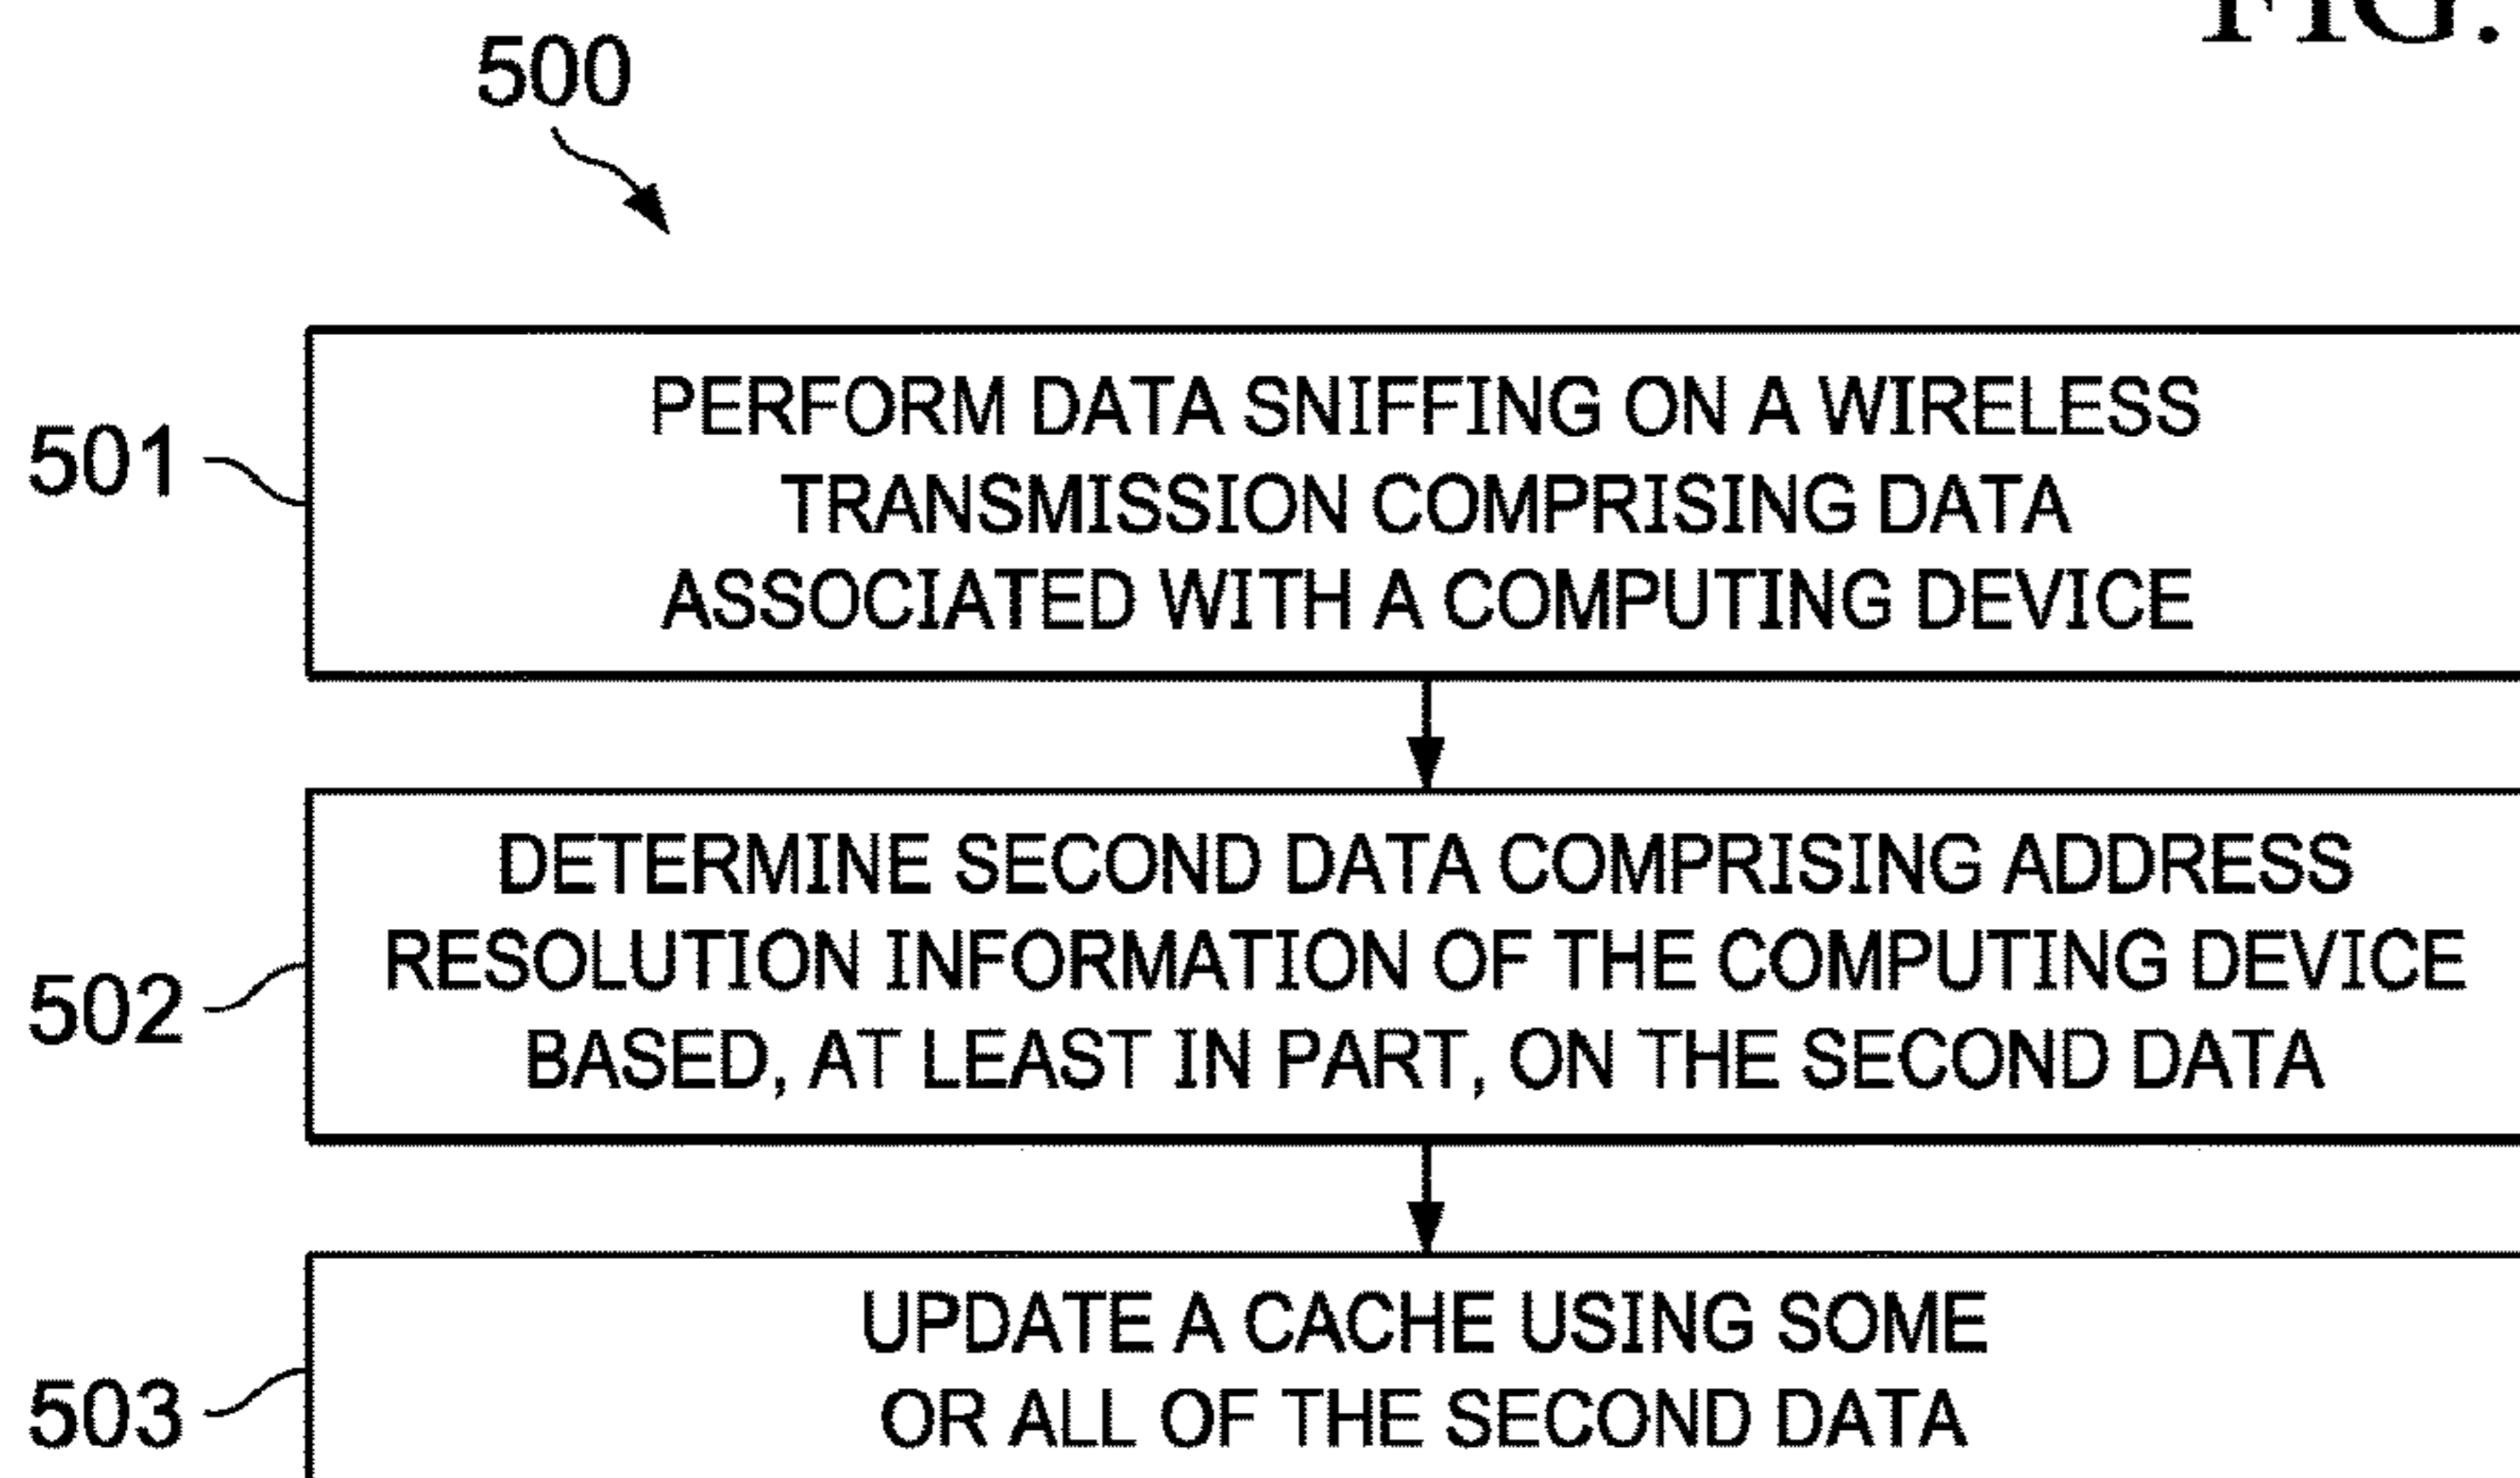 FIG.
500
501
PERFORM DATA SNIFFING ON A WIRELESS
TRANSMISSION COMPRISING DATA
ASSOCIATED WITH A COMPUTING DEVICE
502
DETERMINE SECOND DATA COMPRISING ADDRESS
RESOLUTION INFORMATION OF THE COMPUTING DEVICE
BASED, AT LEAST IN PART, ON THE SECOND DATA
503
UPDATE A CACHE USING SOME
OR ALL OF THE SECOND DATA